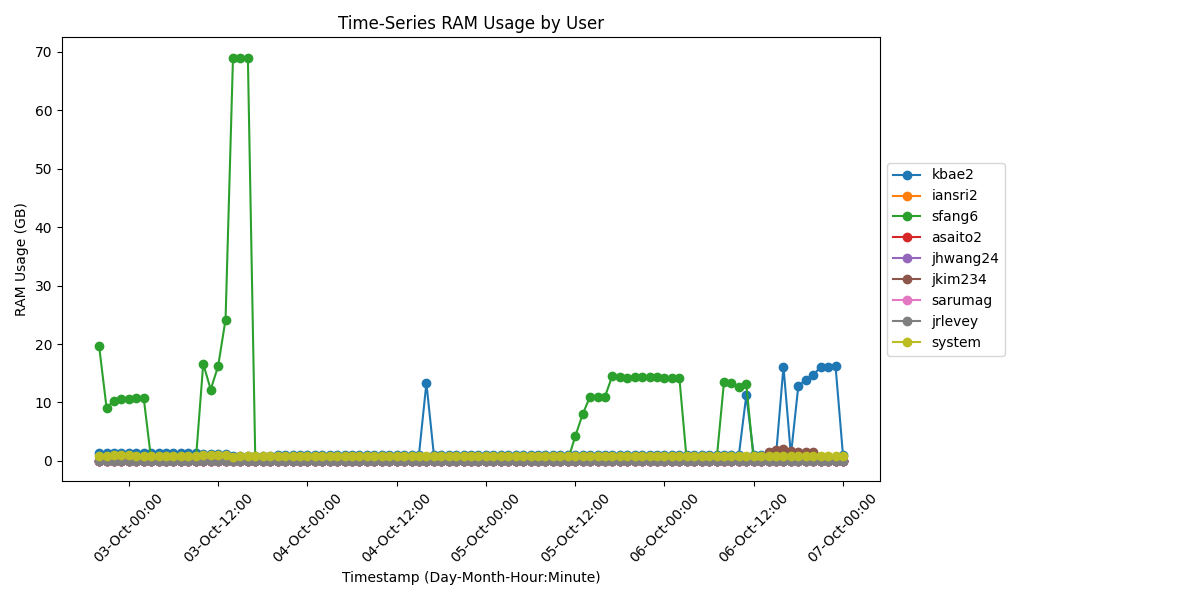 Time-Series RAM Usage by User
RAM Usage (GB)
70
60
50
40
30
20
10
0
03-Oct-00:00
03-Oct-12:00
04-Oct-00:00
04-Oct-12:00
05-Oct-00:00
05-Oct-12:00
06-Oct-00:00
06-Oct-12:00
07-Oct-00:00
Timestamp (Day-Month-Hour:Minute)
kbae2
iansri2
sfang6
asaito2
jhwang24
jkim234
sarumag
jrlevey
system